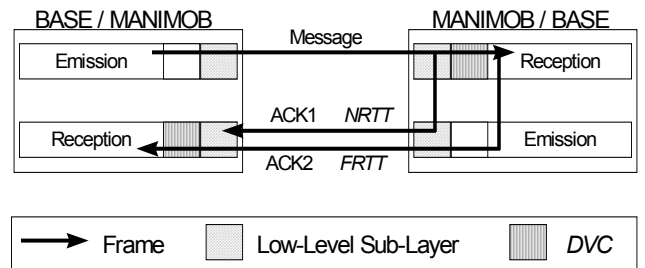 BASE / MANIMOB
MANIMOB / BASE
Message
Emission
Reception
ACK1 NRTT
Reception
Emission
ACK2 FRTT
Frame
Low-Level Sub-Layer
DVC